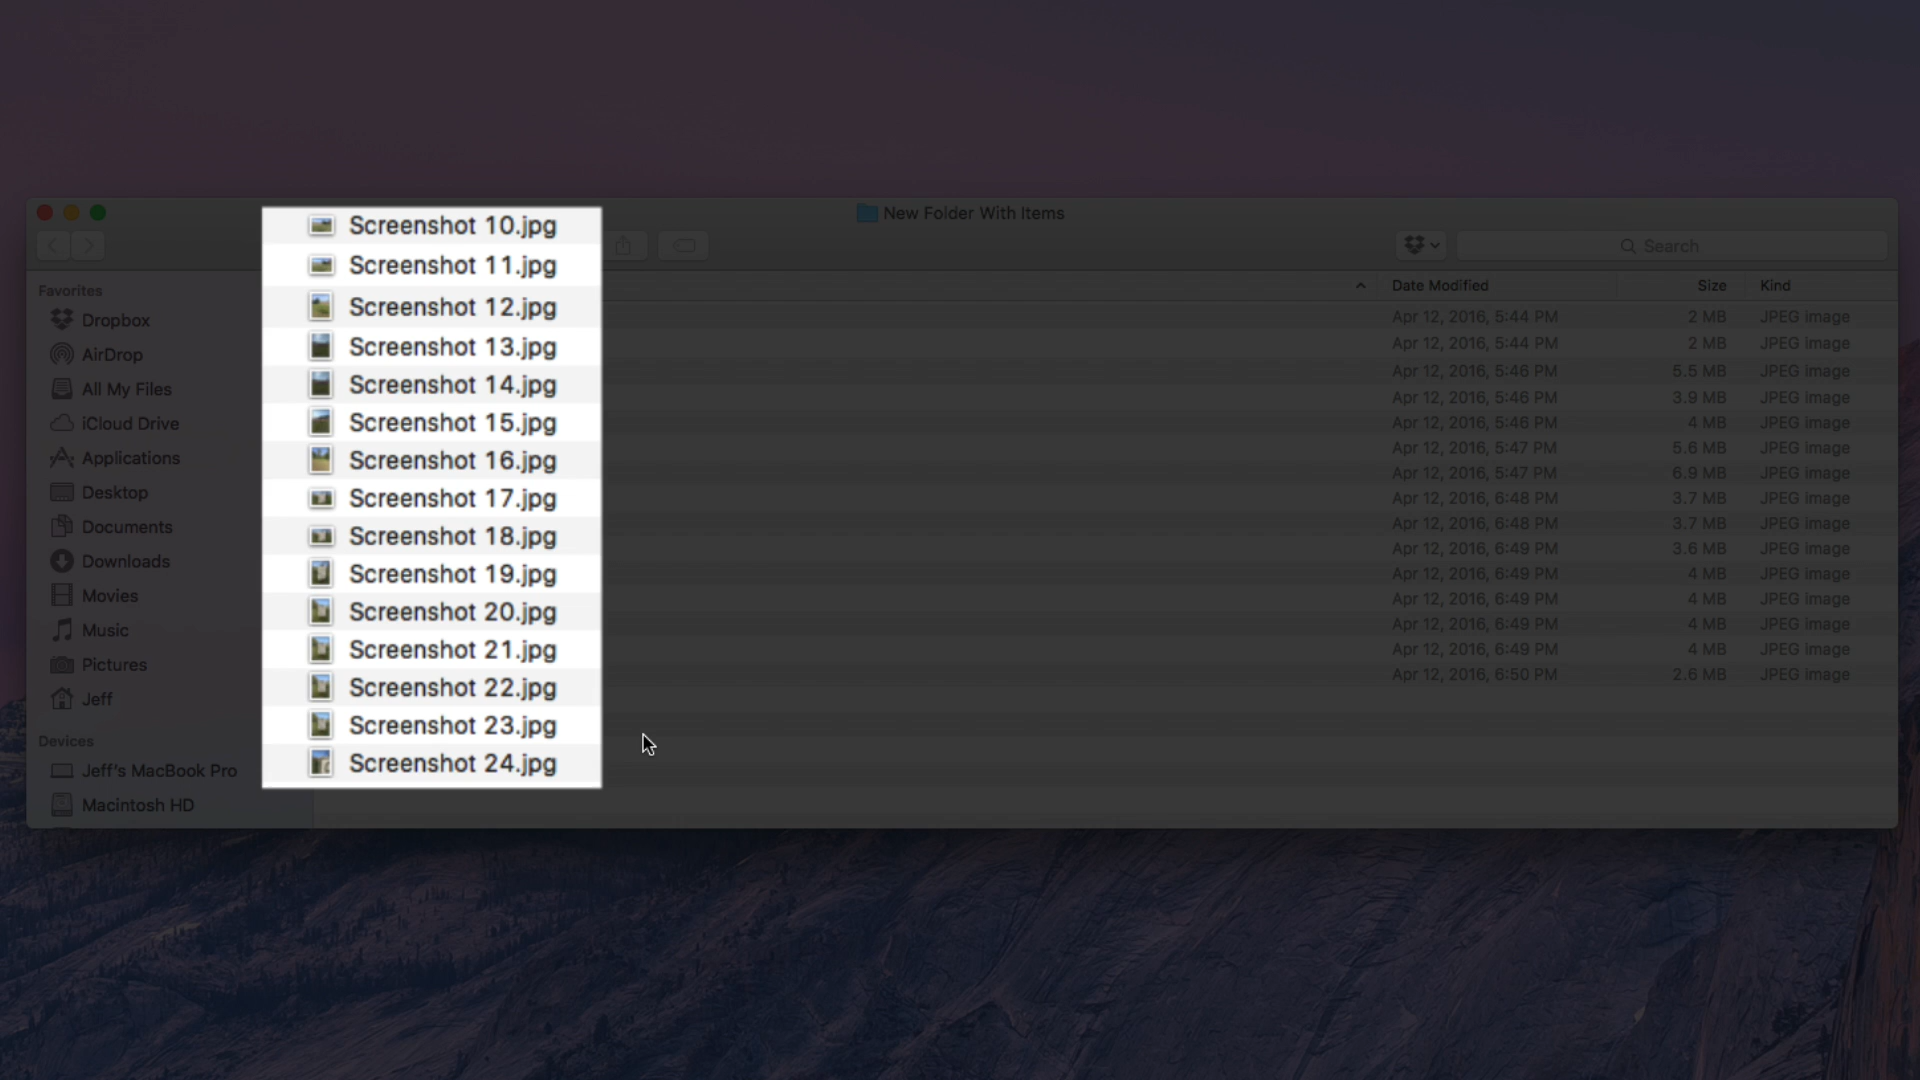 New Folder With Items
Search
Favorites
Dropbox
AirDrop
All My Files
iCloud Drive
Applications
Desktop
Documents
Downloads
Movies
Music
Pictures
Jeff
Devices
Jeff's MacBook Pro
Macintosh HD
Screenshot 10.jpg
Screenshot 11.jpg
Screenshot 12.jpg
Screenshot 13.jpg
Screenshot 14.jpg
Screenshot 15.jpg
Screenshot 16.jpg
Screenshot 17.jpg
Screenshot 18.jpg
Screenshot 19.jpg
Screenshot 20.jpg
Screenshot 21.jpg
Screenshot 22.jpg
Screenshot 23.jpg
Screenshot 24.jpg
Date Modified Size Kind
Apr 12, 2016, 5:44 PM 2 MB JPEG image
Apr 12, 2016, 5:44 PM 2 MB JPEG image
Apr 12, 2016, 5:46 PM 5.5 MB JPEG image
Apr 12, 2016, 5:46 PM 3.9 MB JPEG image
Apr 12, 2016, 5:46 PM 4 MB JPEG image
Apr 12, 2016, 5:47 PM 5.6 MB JPEG image
Apr 12, 2016, 5:47 PM 6.9 MB JPEG image
Apr 12, 2016, 6:48 PM 3.7 MB JPEG image
Apr 12, 2016, 6:48 PM 3.7 MB JPEG image
Apr 12, 2016, 6:49 PM 3.6 MB JPEG image
Apr 12, 2016, 6:49 PM 4 MB JPEG image
Apr 12, 2016, 6:49 PM 4 MB JPEG image
Apr 12, 2016, 6:49 PM 4 MB JPEG image
Apr 12, 2016, 6:49 PM 4 MB JPEG image
Apr 12, 2016, 6:50 PM 2.6 MB JPEG image